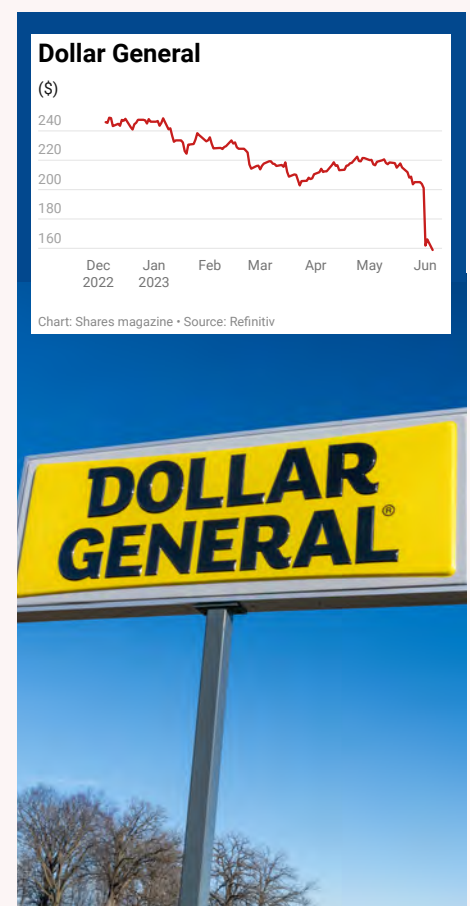 Dollar General
($)
240
220
200
180
160
Dec Jan Feb Mar Apr May Jun
2022 2023
Chart: Shares magazine • Source: Refinitiv
DOLLAR
GENERAL®